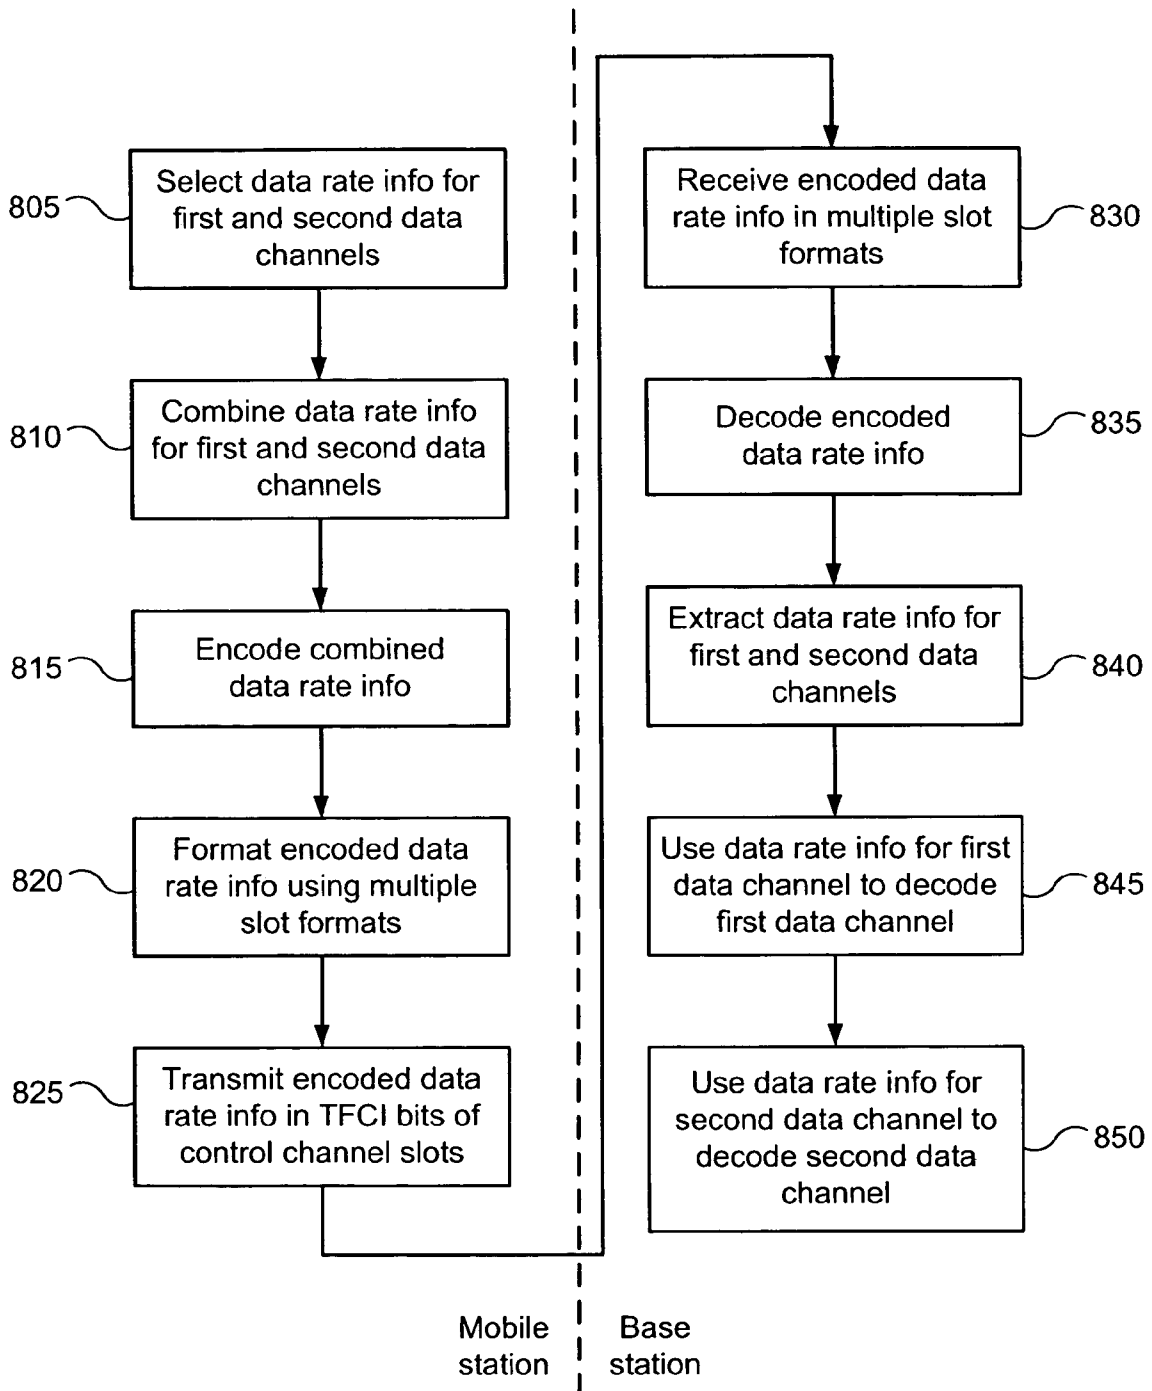 805
Select data rate info for
first and second data
channels
810
Combine data rate info
for first and second data
channels
815
Encode combined
data rate info
820
Format encoded data
rate info using multiple
slot formats
825
Transmit encoded data
rate info in TFCI bits of
control channel slots
Mobile
station
Receive encoded data
rate info in multiple slot
formats
830
Decode encoded
data rate info
835
Extract data rate info for
first and second data
channels
840
Use data rate info for first
data channel to decode
first data channel
845
Use data rate info for
second data channel to
decode second data
channel
850
Base
station